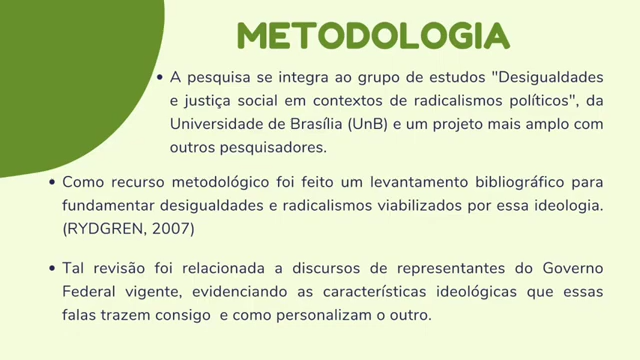 METODOLOGIA
• A pesquisa se integra ao grupo de estudos "Desigualdades
e justiça social em contextos de radicalismos políticos", da
Universidade de Brasília (UnB) e um projeto mais amplo com
outros pesquisadores.
• Como recurso metodológico foi feito um levantamento bibliográfico para
fundamentar desigualdades e radicalismos viabilizados por essa ideologia.
(RYDGREN, 2007)
• Tal revisão foi relacionada a discursos de representantes do Governo
Federal vigente, evidenciando as características ideológicas que essas
falas trazem consigo e como personalizam o outro.